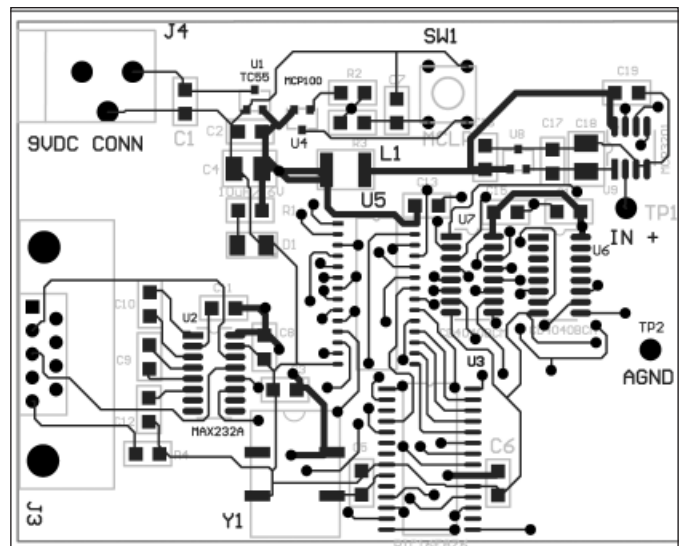 J4
SW1
U1
TC55
MCP100
R2
C7
C19
C1
C2
U4
MCLR
U8
C17
C18
9VDC CONN
R3
L1
C4
U9
U5
C13
R1
U7
TP1
IN +
D1
U6
C10
U2
C8
TP2
C9
U3
AGND
MAX232A
C12
R4
C6
J3
Y1